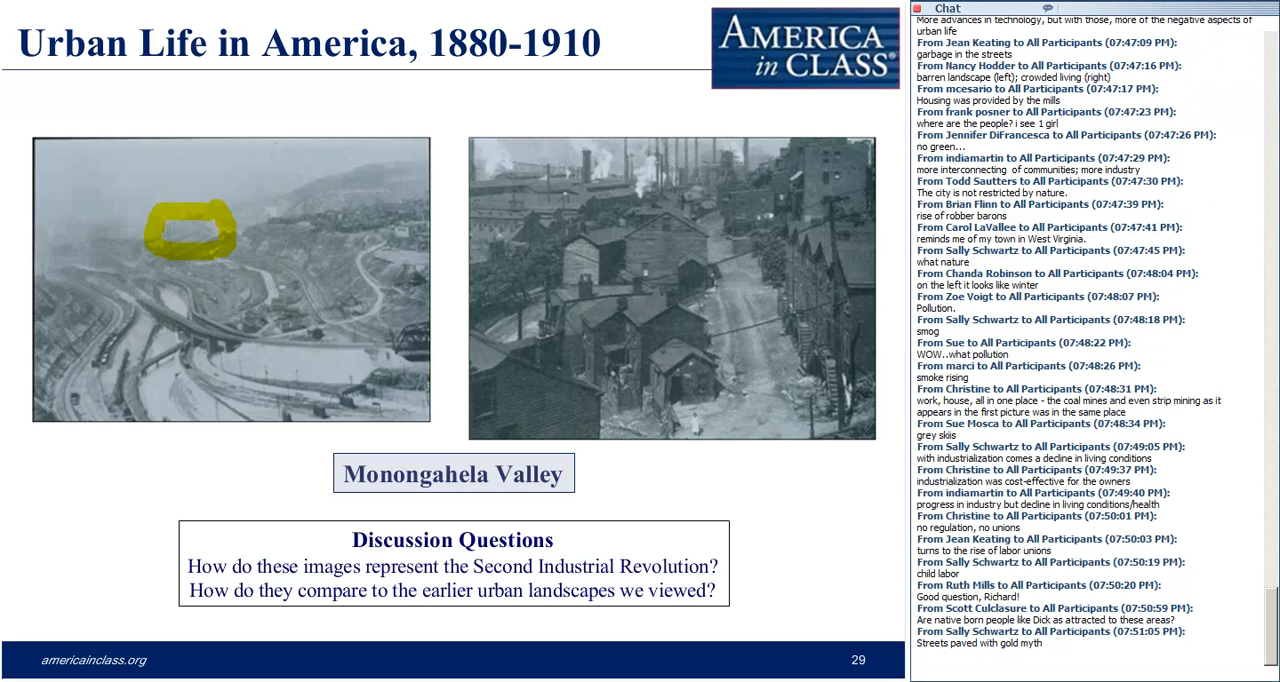 Urban Life in America, 1880-1910
AMERICA
in CLASS®
Monongahela Valley
Discussion Questions
How do these images represent the Second Industrial Revolution?
How do they compare to the earlier urban landscapes we viewed?
americainclass.org
29
Chat
More advances in technology, but with those, more of the negative aspects of
urban life
From Jean Keating to All Participants (07:47:09 PM):
garbage in the streets
From Nancy Hodder to All Participants (07:47:16 PM):
barren landscape (left); crowded living (right)
From mcesario to All Participants (07:47:17 PM):
Housing was provided by the mills
From frank posner to All Participants (07:47:23 PM):
where are the people? i see 1 girl
From Jennifer DiFrancesca to All Participants (07:47:26 PM):
no green...
From indiamartin to All Participants (07:47:29 PM):
more interconnecting of communities; more industry
From Todd Sautters to All Participants (07:47:30 PM):
The city is not restricted by nature.
From Brian Flinn to All Participants (07:47:39 PM):
rise of robber barons
From Carol LaVallee to All Participants (07:47:41 PM):
reminds me of my town in West Virginia.
From Sally Schwartz to All Participants (07:47:45 PM):
what nature
From Chanda Robinson to All Participants (07:48:04 PM):
on the left it looks like winter
From Zoe Voigt to All Participants (07:48:07 PM):
Pollution.
From Sally Schwartz to All Participants (07:48:18 PM):
smog
From Sue to All Participants (07:48:22 PM):
WOW..what pollution
From marci to All Participants (07:48:26 PM):
smoke rising
From Christine to All Participants (07:48:31 PM):
work, house, all in one place - the coal mines and even strip mining as it
appears in the first picture was in the same place
From Sue Mosca to All Participants (07:48:34 PM):
grey skiis
From Sally Schwartz to All Participants (07:49:05 PM):
with industrialization comes a decline in living conditions
From Christine to All Participants (07:49:37 PM):
industrialization was cost-effective for the owners
From indiamartin to All Participants (07:49:40 PM):
progress in industry but decline in living conditions/health
From Christine to All Participants (07:50:01 PM):
no regulation, no unions
From Jean Keating to All Participants (07:50:03 PM):
turns to the rise of labor unions
From Sally Schwartz to All Participants (07:50:19 PM):
child labor
From Ruth Mills to All Participants (07:50:20 PM):
Good question, Richard!
From Scott Culclasure to All Participants (07:50:59 PM):
Are native born people like Dick as attracted to these areas?
From Sally Schwartz to All Participants (07:51:05 PM):
Streets paved with gold myth